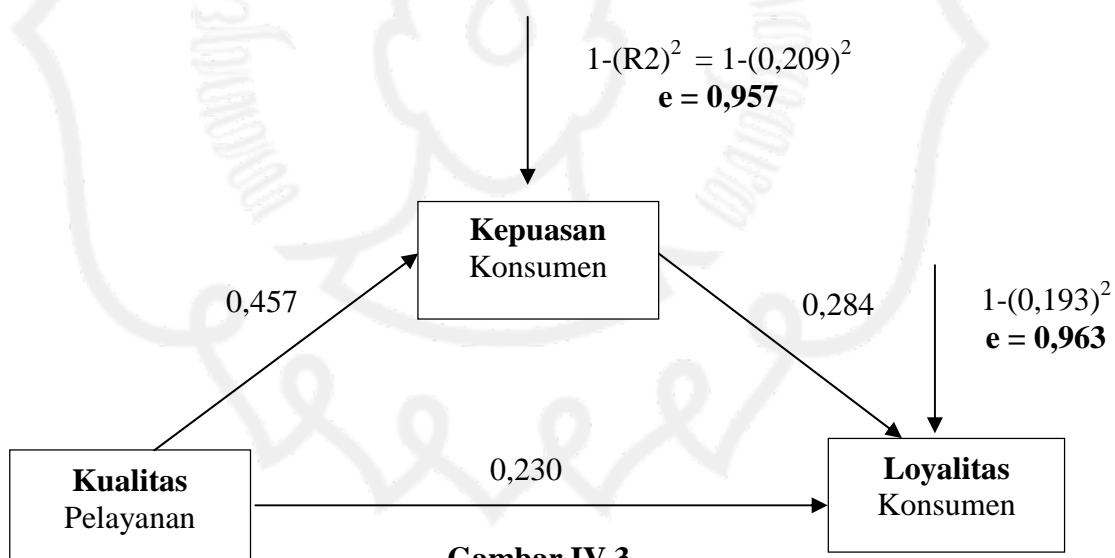 1-(R2)² = 1-(0,209)²
e = 0,957
Kepuasan
Konsumen
0,457
0,284
1-(0,193)²
e = 0,963
Kualitas
Pelayanan
0,230
Loyalitas
Konsumen
Gambar IV.3